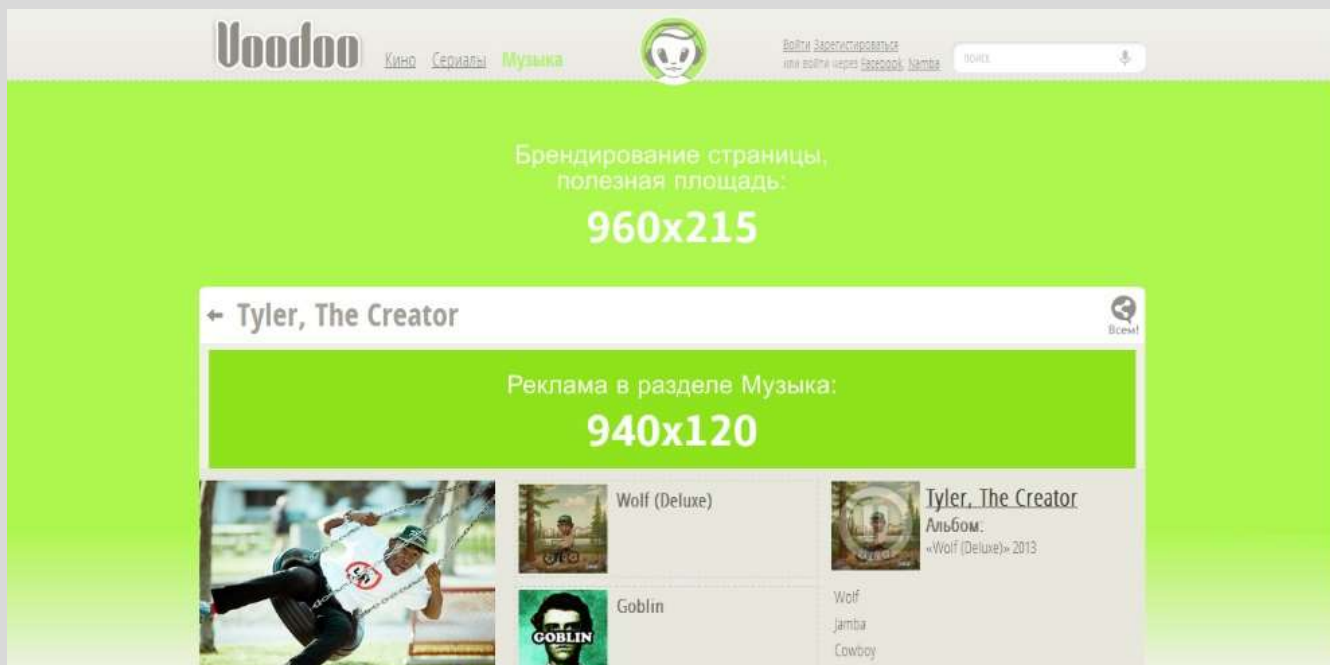 Voodoo
Кино Сериалы Музыка
Войти Зарегистрироваться
или войти через Facebook, Namba
поиск
Брендирование страницы,
полезная площадь:
960x215
Tyler, The Creator
Всем!
Реклама в разделе Музыка:
940x120
Wolf (Deluxe)
Goblin
GOBLIN
Tyler, The Creator
Альбом:
«Wolf (Deluxe)» 2013
Wolf
Jamba
Cowboy